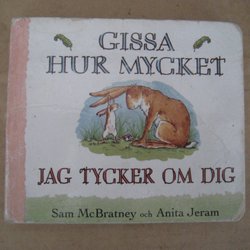 GISSA
HUR MYCKET
JAG TYCKER OM DIG
Sam McBratney och Anita Jeram